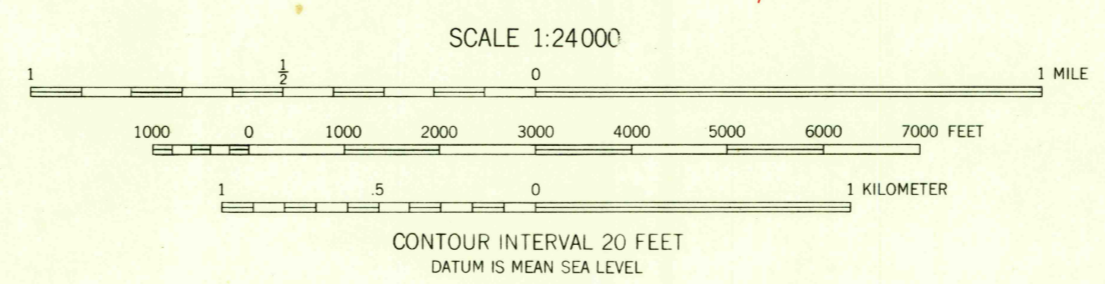 SCALE 1:24000
1 1/2 0 1 MILE
1000 0 1000 2000 3000 4000 5000 6000 7000 FEET
1 .5 0 1 KILOMETER
CONTOUR INTERVAL 20 FEET
DATUM IS MEAN SEA LEVEL